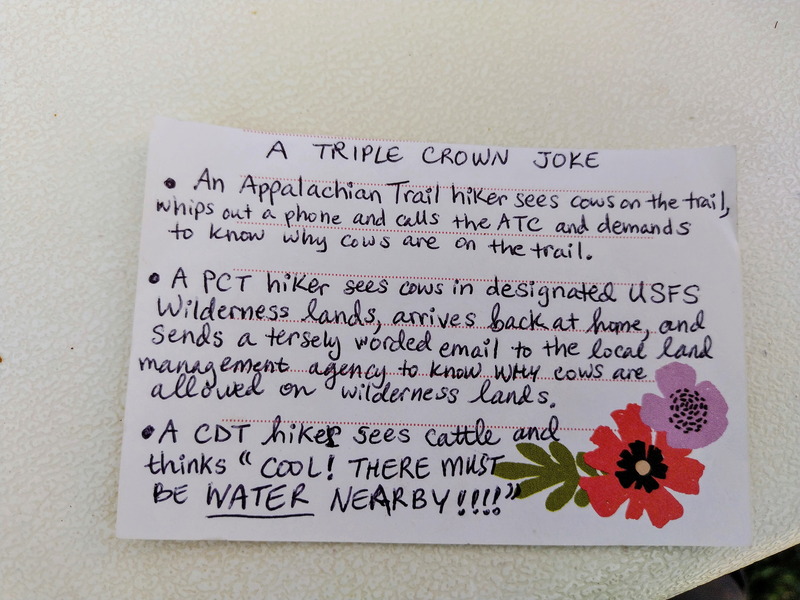 A TRIPLE CROWN JOKE
• An Appalachian Trail hiker sees cows on the trail,
whips out a phone and calls the ATC and demands
to know why cows are on the trail.
• A PCT hiker sees cows in designated USFS
Wilderness lands, arrives back at home, and
sends a tersely worded email to the local land
management agency to know WHY cows are
allowed on wilderness lands.
• A CDT hiker sees cattle and
thinks "COOL! THERE MUST
BE WATER NEARBY!!!!"